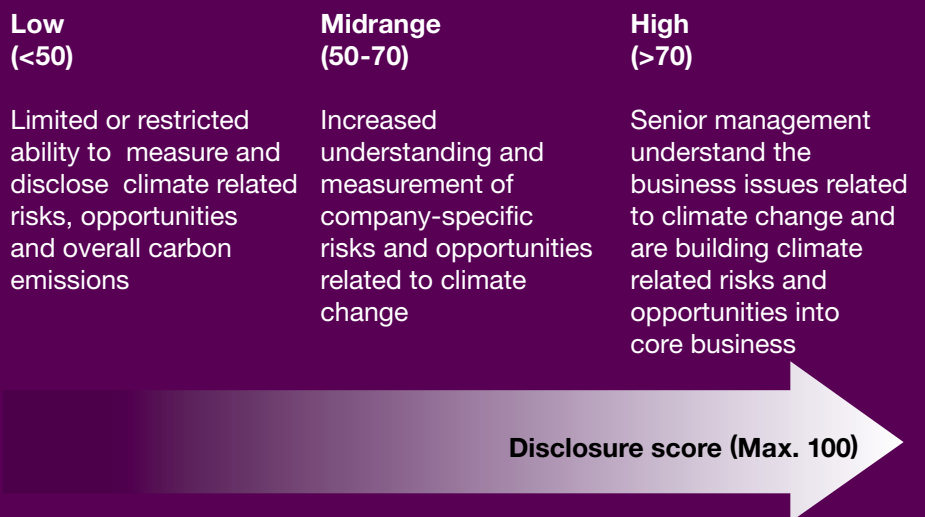 Low
(<50)
Limited or restricted
ability to  measure and
disclose  climate related
risks, opportunities
and overall carbon
emissions
Midrange
(50-70)
Increased
understanding and
measurement of
company-specific
risks and opportunities
related to climate
change
High
(>70)
Senior management
understand the
business issues related
to climate change and
are building climate
related risks and
opportunities into
core business
Disclosure score (Max. 100)